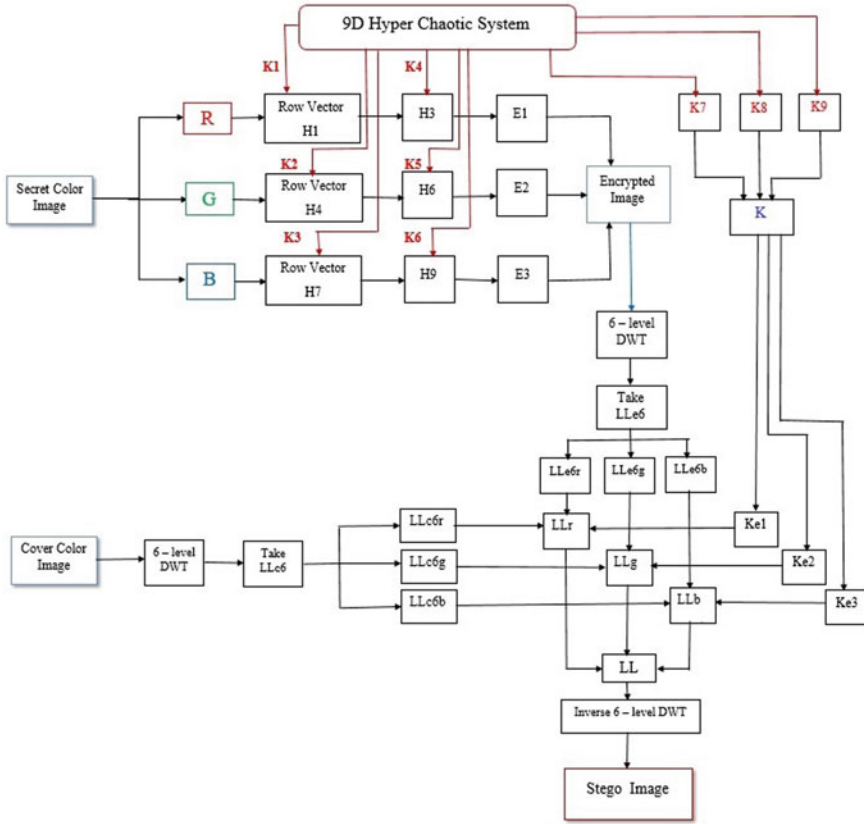 9D Hyper Chaotic System
K1
K4
R
Row Vector
H1
H3
E1
K7
K8
K9
K2
K5
Secret Color
Image
G
Row Vector
H4
H6
E2
Encrypted
Image
K
K3
K6
B
Row Vector
H7
H9
E3
6 – level
DWT
Take
LLe6
LLe6r
LLe6g
LLe6b
LLc6r
LLr
Ke1
Cover Color
Image
6 – level
DWT
Take
LLc6
LLc6g
LLg
Ke2
LLc6b
LLb
Ke3
LL
Inverse 6 – level DWT
Stego Image